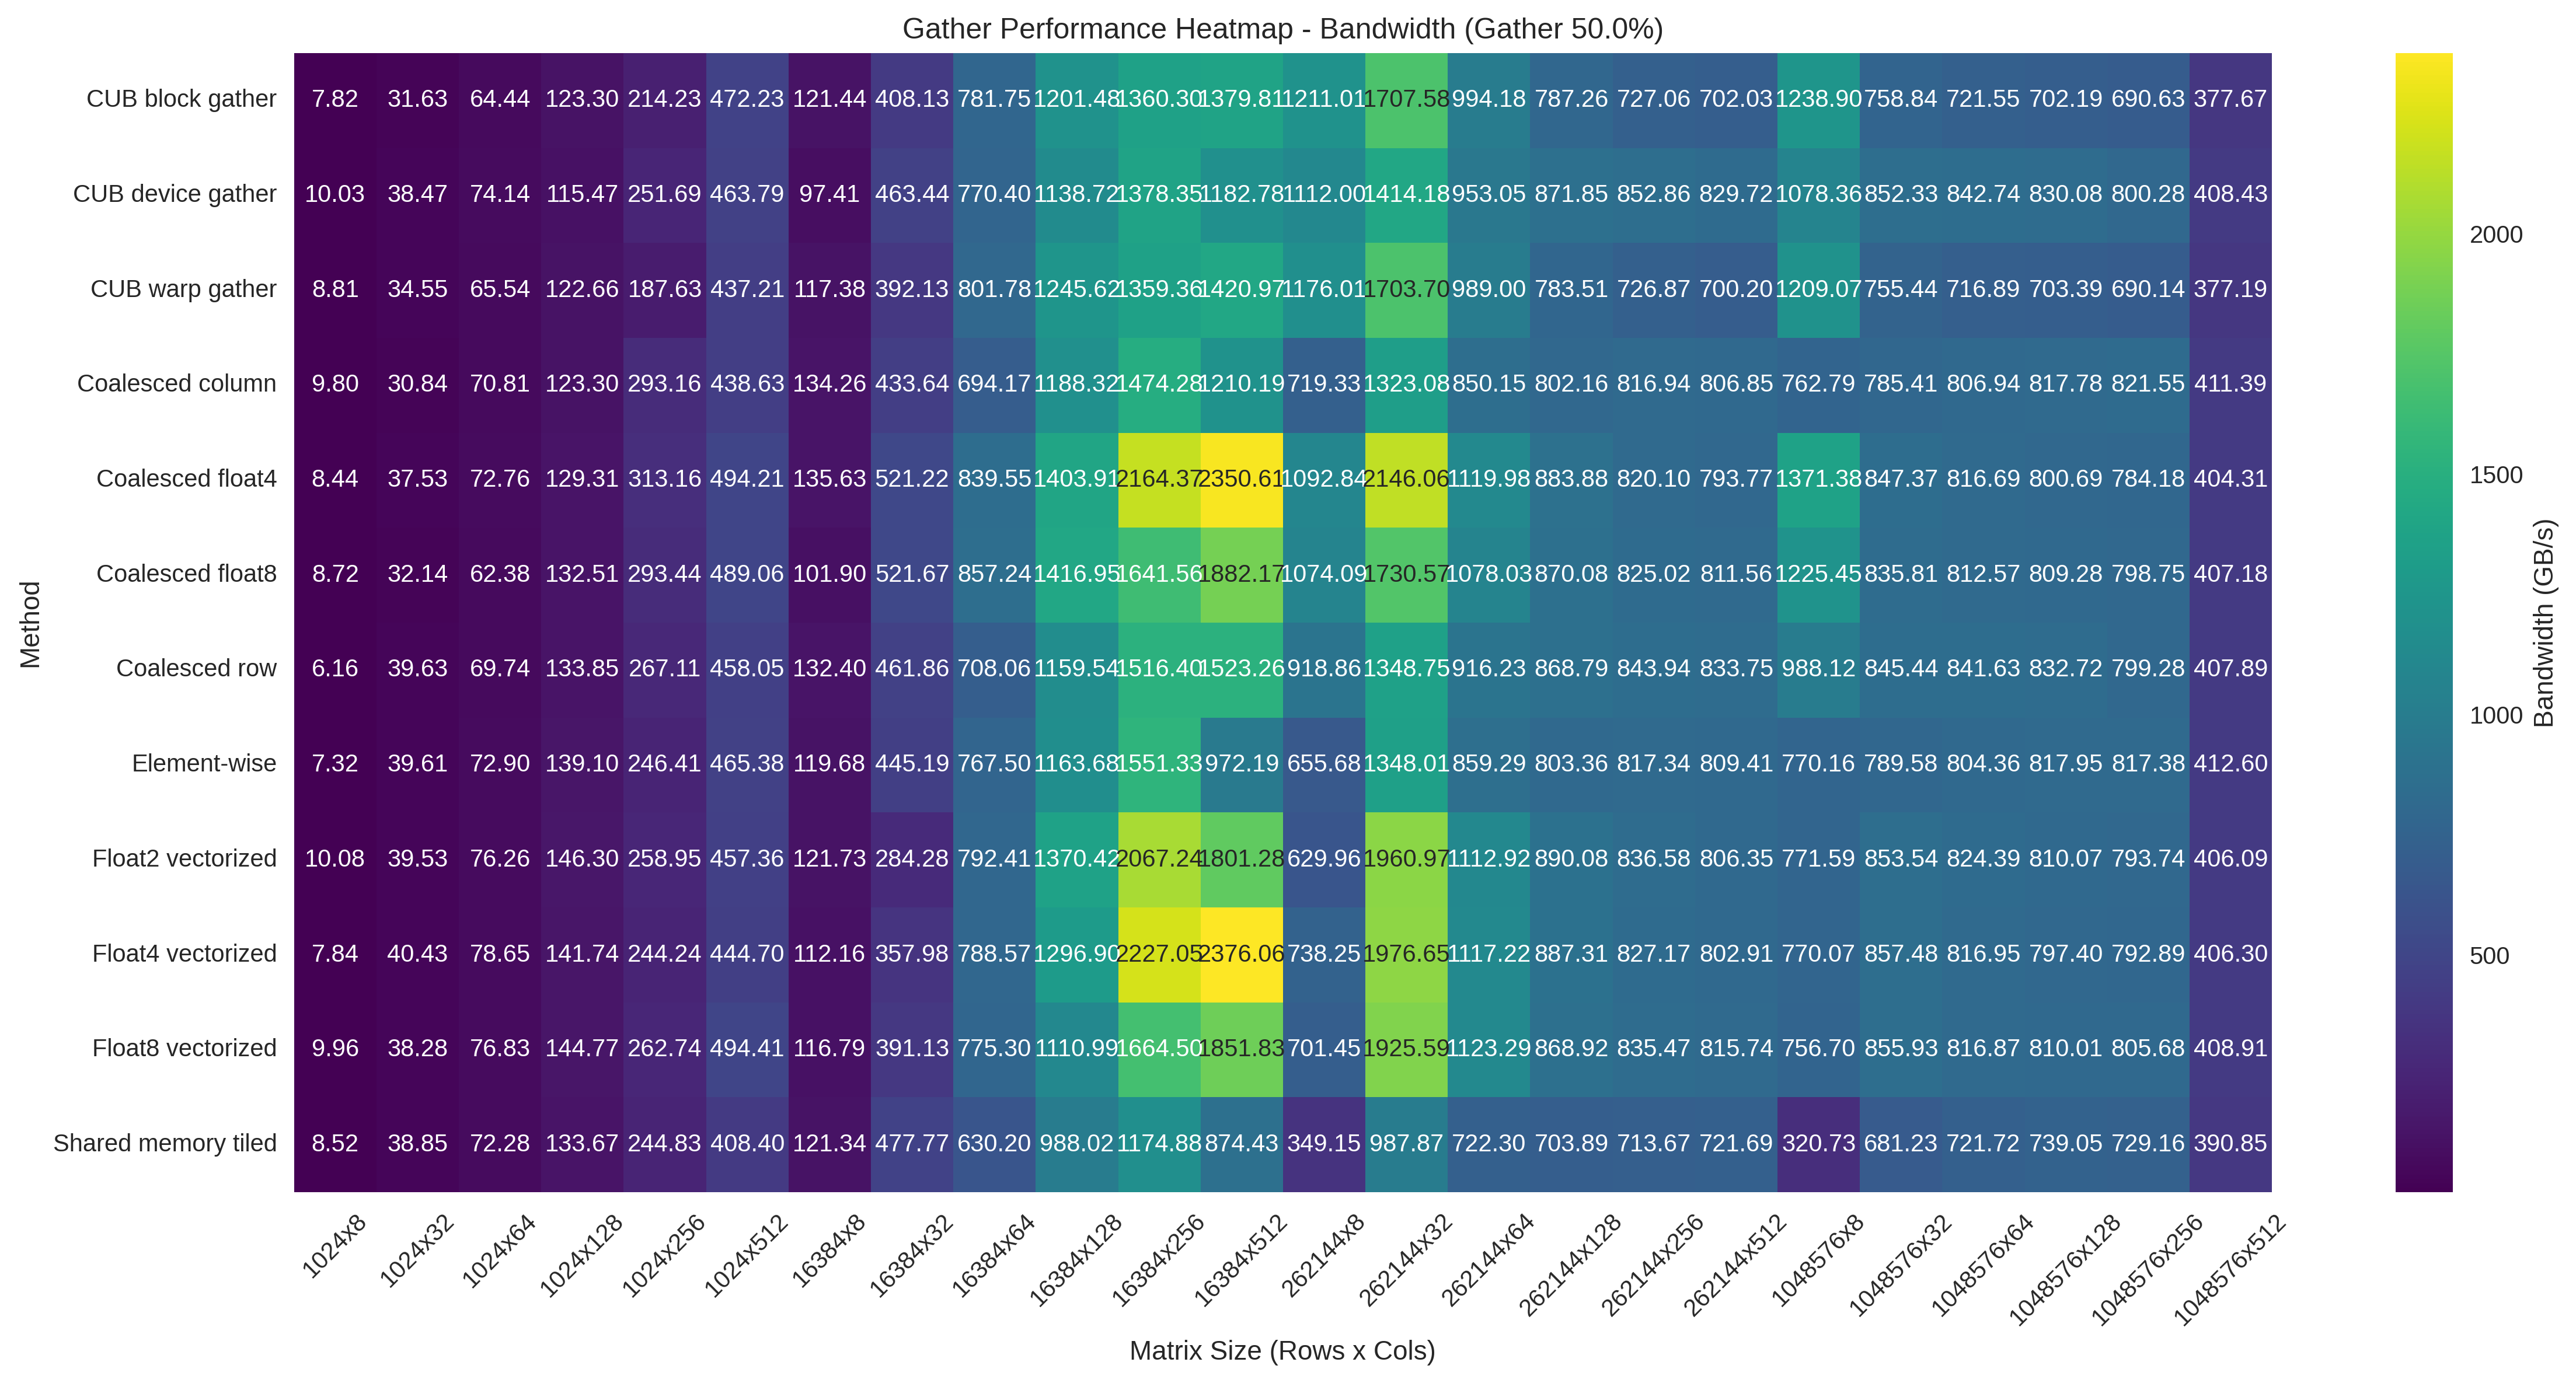 Gather Performance Heatmap - Bandwidth (Gather 50.0%)
CUB block gather 7.82 31.63 64.44 123.30 214.23 472.23 121.44 408.13 781.75 1201.48 1360.30 1379.81 1211.01 1707.58 994.18 787.26 727.06 702.03 1238.90 758.84 721.55 702.19 690.63 377.67
CUB device gather 10.03 38.47 74.14 115.47 251.69 463.79 97.41 463.44 770.40 1138.72 1378.35 1182.78 1112.00 1414.18 953.05 871.85 852.86 829.72 1078.36 852.33 842.74 830.08 800.28 408.43
CUB warp gather 8.81 34.55 65.54 122.66 187.63 437.21 117.38 392.13 801.78 1245.62 1359.36 1420.97 1176.01 1703.70 989.00 783.51 726.87 700.20 1209.07 755.44 716.89 703.39 690.14 377.19
Coalesced column 9.80 30.84 70.81 123.30 293.16 438.63 134.26 433.64 694.17 1188.32 1474.28 1210.19 719.33 1323.08 850.15 802.16 816.94 806.85 762.79 785.41 806.94 817.78 821.55 411.39
Coalesced float4 8.44 37.53 72.76 129.31 313.16 494.21 135.63 521.22 839.55 1403.91 2164.37 2350.61 1092.84 2146.06 1119.98 883.88 820.10 793.77 1371.38 847.37 816.69 800.69 784.18 404.31
Coalesced float8 8.72 32.14 62.38 132.51 293.44 489.06 101.90 521.67 857.24 1416.95 1641.56 1882.17 1074.09 1730.57 1078.03 870.08 825.02 811.56 1225.45 835.81 812.57 809.28 798.75 407.18
Coalesced row 6.16 39.63 69.74 133.85 267.11 458.05 132.40 461.86 708.06 1159.54 1516.40 1523.26 918.86 1348.75 916.23 868.79 843.94 833.75 988.12 845.44 841.63 832.72 799.28 407.89
Element-wise 7.32 39.61 72.90 139.10 246.41 465.38 119.68 445.19 767.50 1163.68 1551.33 972.19 655.68 1348.01 859.29 803.36 817.34 809.41 770.16 789.58 804.36 817.95 817.38 412.60
Float2 vectorized 10.08 39.53 76.26 146.30 258.95 457.36 121.73 284.28 792.41 1370.42 2067.24 1801.28 629.96 1960.97 1112.92 890.08 836.58 806.35 771.59 853.54 824.39 810.07 793.74 406.09
Float4 vectorized 7.84 40.43 78.65 141.74 244.24 444.70 112.16 357.98 788.57 1296.90 2227.05 2376.06 738.25 1976.65 1117.22 887.31 827.17 802.91 770.07 857.48 816.95 797.40 792.89 406.30
Float8 vectorized 9.96 38.28 76.83 144.77 262.74 494.41 116.79 391.13 775.30 1110.99 1664.50 1851.83 701.45 1925.59 1123.29 868.92 835.47 815.74 756.70 855.93 816.87 810.01 805.68 408.91
Shared memory tiled 8.52 38.85 72.28 133.67 244.83 408.40 121.34 477.77 630.20 988.02 1174.88 874.43 349.15 987.87 722.30 703.89 713.67 721.69 320.73 681.23 721.72 739.05 729.16 390.85
1024x8 1024x32 1024x64 1024x128 1024x256 1024x512 16384x8 16384x32 16384x64 16384x128 16384x256 16384x512 262144x8 262144x32 262144x64 262144x128 262144x256 262144x512 1048576x8 1048576x32 1048576x64 1048576x128 1048576x256 1048576x512
Matrix Size (Rows x Cols)
Method
2000
1500
1000
500
Bandwidth (GB/s)